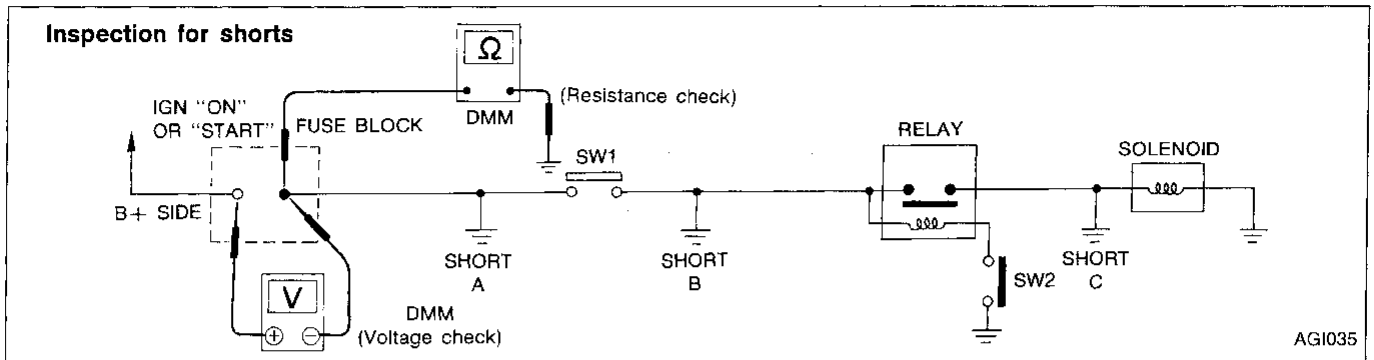 Inspection for shorts
Ω
DMM
(Resistance check)
IGN "ON"
OR "START"
FUSE BLOCK
B+ SIDE
SW1
RELAY
SOLENOID
SHORT
A
SHORT
B
SHORT
C
SW2
V
+ −
DMM
(Voltage check)
AGI035